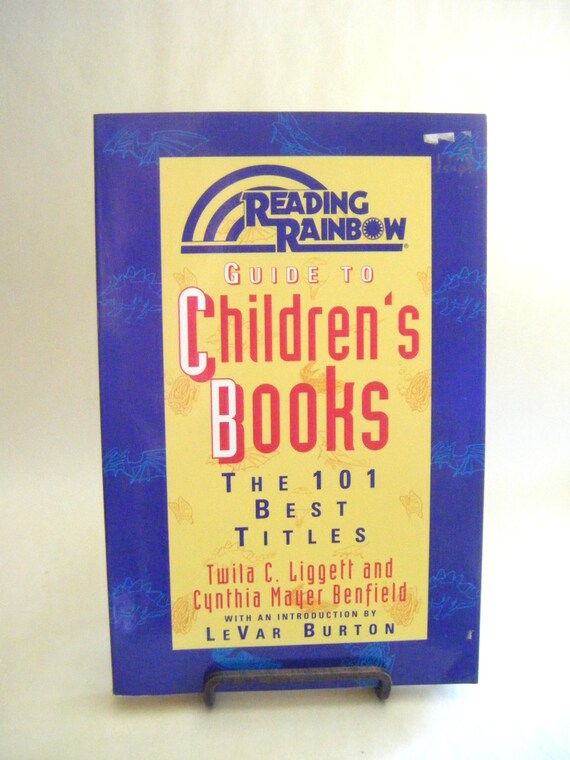 READING
RAINBOW®
GUIDE TO
Children's
Books
THE 101
BEST
TITLES
Twila C. Liggett and
Cynthia Mayer Benfield
WITH AN INTRODUCTION BY
LEVAR BURTON